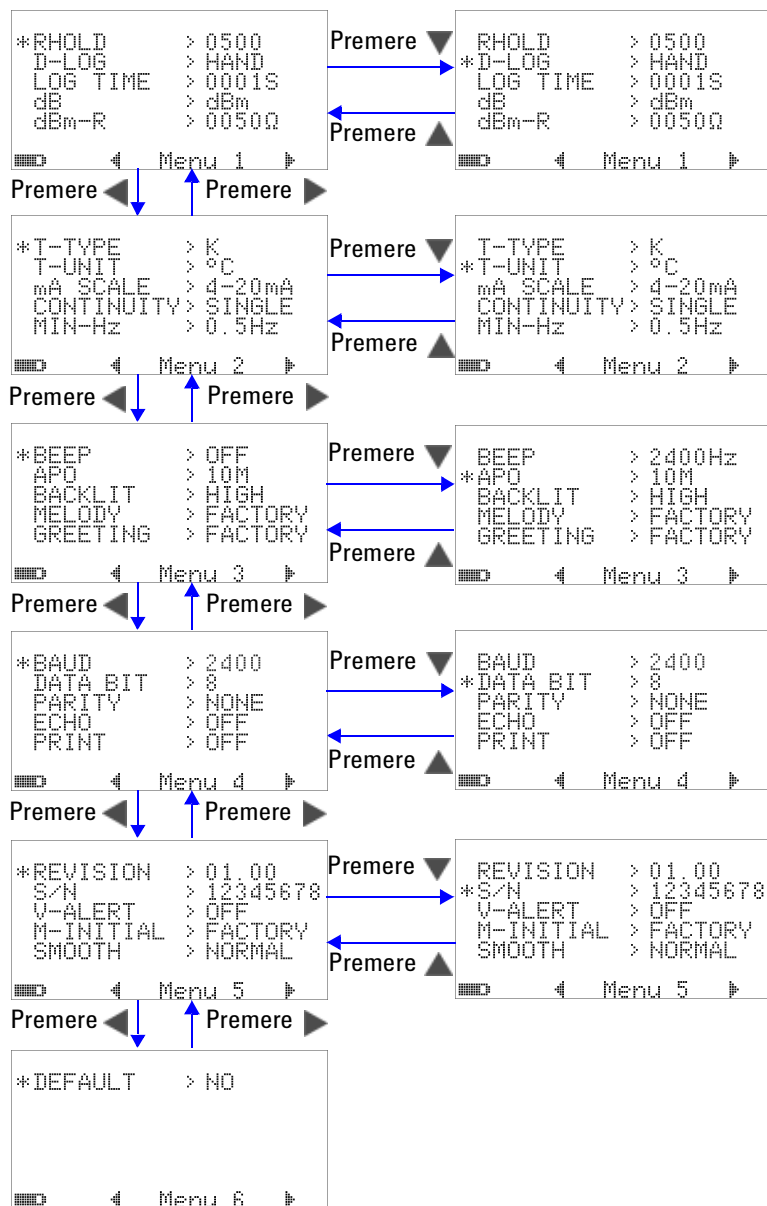 *RHOLD > 0500
D-LOG > HAND
LOG TIME > 0001S
dB > dBm
dBm-R > 0050Ω
Menu 1
Premere
Premere
RHOLD > 0500
*D-LOG > HAND
LOG TIME > 0001S
dB > dBm
dBm-R > 0050Ω
Menu 1
Premere
Premere
*T-TYPE > K
T-UNIT > °C
mA SCALE > 4-20mA
CONTINUITY> SINGLE
MIN-Hz > 0.5Hz
Menu 2
Premere
Premere
T-TYPE > K
*T-UNIT > °C
mA SCALE > 4-20mA
CONTINUITY> SINGLE
MIN-Hz > 0.5Hz
Menu 2
Premere
Premere
*BEEP > OFF
APO > 10M
BACKLIT > HIGH
MELODY > FACTORY
GREETING > FACTORY
Menu 3
Premere
Premere
BEEP > 2400Hz
*APO > 10M
BACKLIT > HIGH
MELODY > FACTORY
GREETING > FACTORY
Menu 3
Premere
Premere
*BAUD > 2400
DATA BIT > 8
PARITY > NONE
ECHO > OFF
PRINT > OFF
Menu 4
Premere
Premere
BAUD > 2400
*DATA BIT > 8
PARITY > NONE
ECHO > OFF
PRINT > OFF
Menu 4
Premere
Premere
*REVISION > 01.00
S/N > 12345678
V-ALERT > OFF
M-INITIAL > FACTORY
SMOOTH > NORMAL
Menu 5
Premere
Premere
REVISION > 01.00
*S/N > 12345678
V-ALERT > OFF
M-INITIAL > FACTORY
SMOOTH > NORMAL
Menu 5
Premere
Premere
*DEFAULT > NO
Menu 6